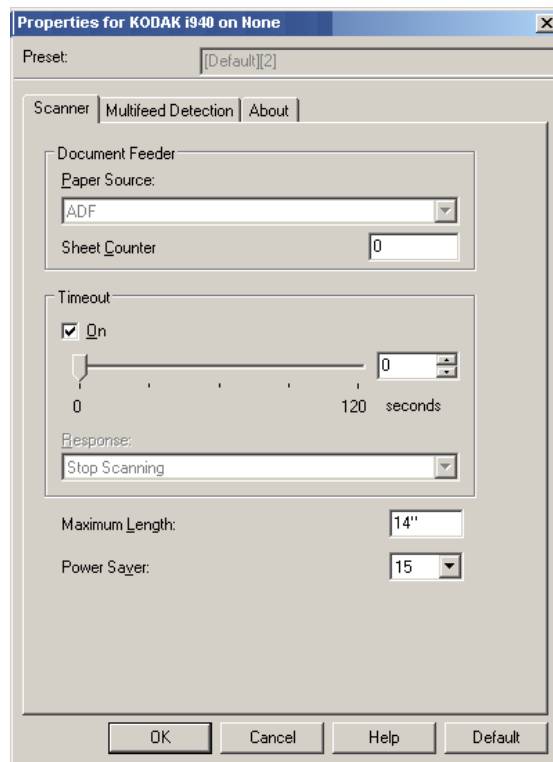 Properties for KODAK i940 on None
Preset: [Default][2]
Scanner Multifeed Detection About
Document Feeder
Paper Source:
ADF
Sheet Counter 0
Timeout
On
0
0 120 seconds
Response:
Stop Scanning
Maximum Length: 14"
Power Saver: 15
OK Cancel Help Default